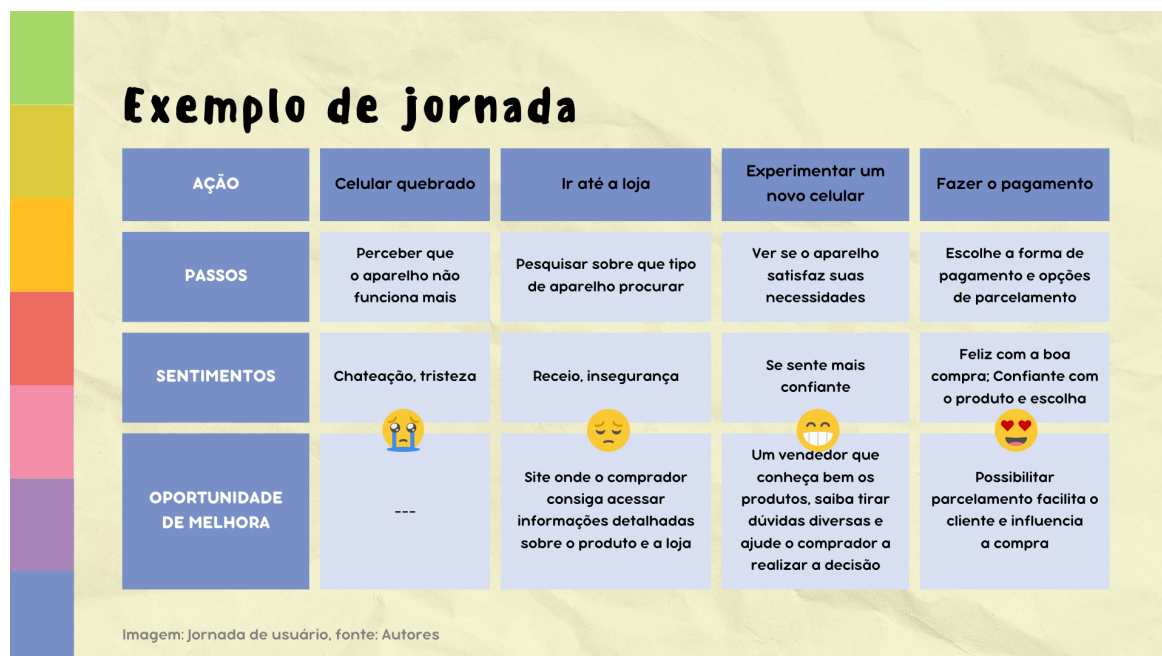 Exemplo de jornada
AÇÃO
Celular quebrado
Ir até a loja
Experimentar um
novo celular
Fazer o pagamento
PASSOS
Perceber que
o aparelho não
funciona mais
Pesquisar sobre que tipo
de aparelho procurar
Ver se o aparelho
satisfaz suas
necessidades
Escolhe a forma de
pagamento e opções
de parcelamento
SENTIMENTOS
Chateação, tristeza
Receio, insegurança
Se sente mais
confiante
Feliz com a boa
compra; Confiante com
o produto e escolha
OPORTUNIDADE
DE MELHORA
---
Site onde o comprador
consiga acessar
informações detalhadas
sobre o produto e a loja
Um vendedor que
conheça bem os
produtos, saiba tirar
dúvidas diversas e
ajude o comprador a
realizar a decisão
Possibilitar
parcelamento facilita o
cliente e influencia
a compra
Imagem: Jornada de usuário, fonte: Autores